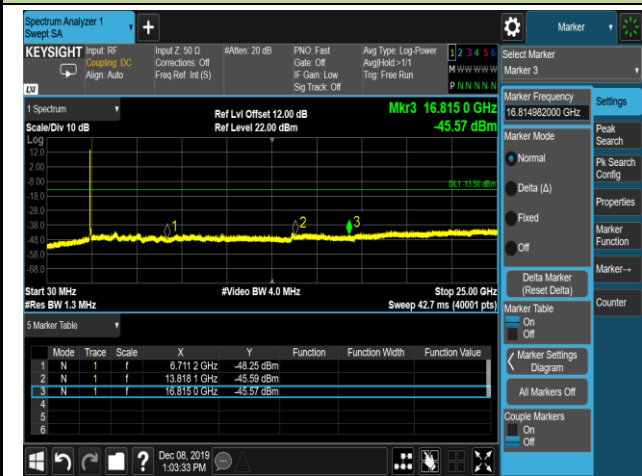 Spectrum Analyzer 1
Swept SA
+
Marker
KEYSIGHT
Input: RF
Coupling: DC
Align: Auto
Input Z: 50 Ω
Corrections: Off
Freq Ref: Int (S)
#Atten: 20 dB
PNO: Fast
Gate: Off
IF Gain: Low
Sig Track: Off
Avg Type: Log-Power
Avg|Hold:>1/1
Trig: Free Run
1 2 3 4 5 6
M W W W W W
P N N N N N
LXI
Select Marker
Marker 3
1 Spectrum
Scale/Div 10 dB
Ref Lvl Offset 12.00 dB
Ref Level 22.00 dBm
Mkr3 16.815 0 GHz
-45.57 dBm
Log
12.0
2.00
-8.00
-18.0
-28.0
-38.0
-48.0
-58.0
-68.0
DL1 -13.50 dBm
1
2
3
Start 30 MHz
#Res BW 1.3 MHz
#Video BW 4.0 MHz
Stop 25.00 GHz
Sweep 42.7 ms (40001 pts)
5 Marker Table
Mode Trace Scale X Y Function Function Width Function Value
1 N 1 f 6.711 2 GHz -48.25 dBm
2 N 1 f 13.818 1 GHz -45.59 dBm
3 N 1 f 16.815 0 GHz -45.57 dBm
4
5
6
Marker Frequency
16.814982000 GHz
Marker Mode
Normal
Delta (Δ)
Fixed
Off
Delta Marker
(Reset Delta)
Marker Table
On
Off
Marker Settings
Diagram
All Markers Off
Couple Markers
On
Off
Settings
Peak
Search
Pk Search
Config
Properties
Marker
Function
Marker→
Counter
?
Dec 08, 2019
1:03:33 PM